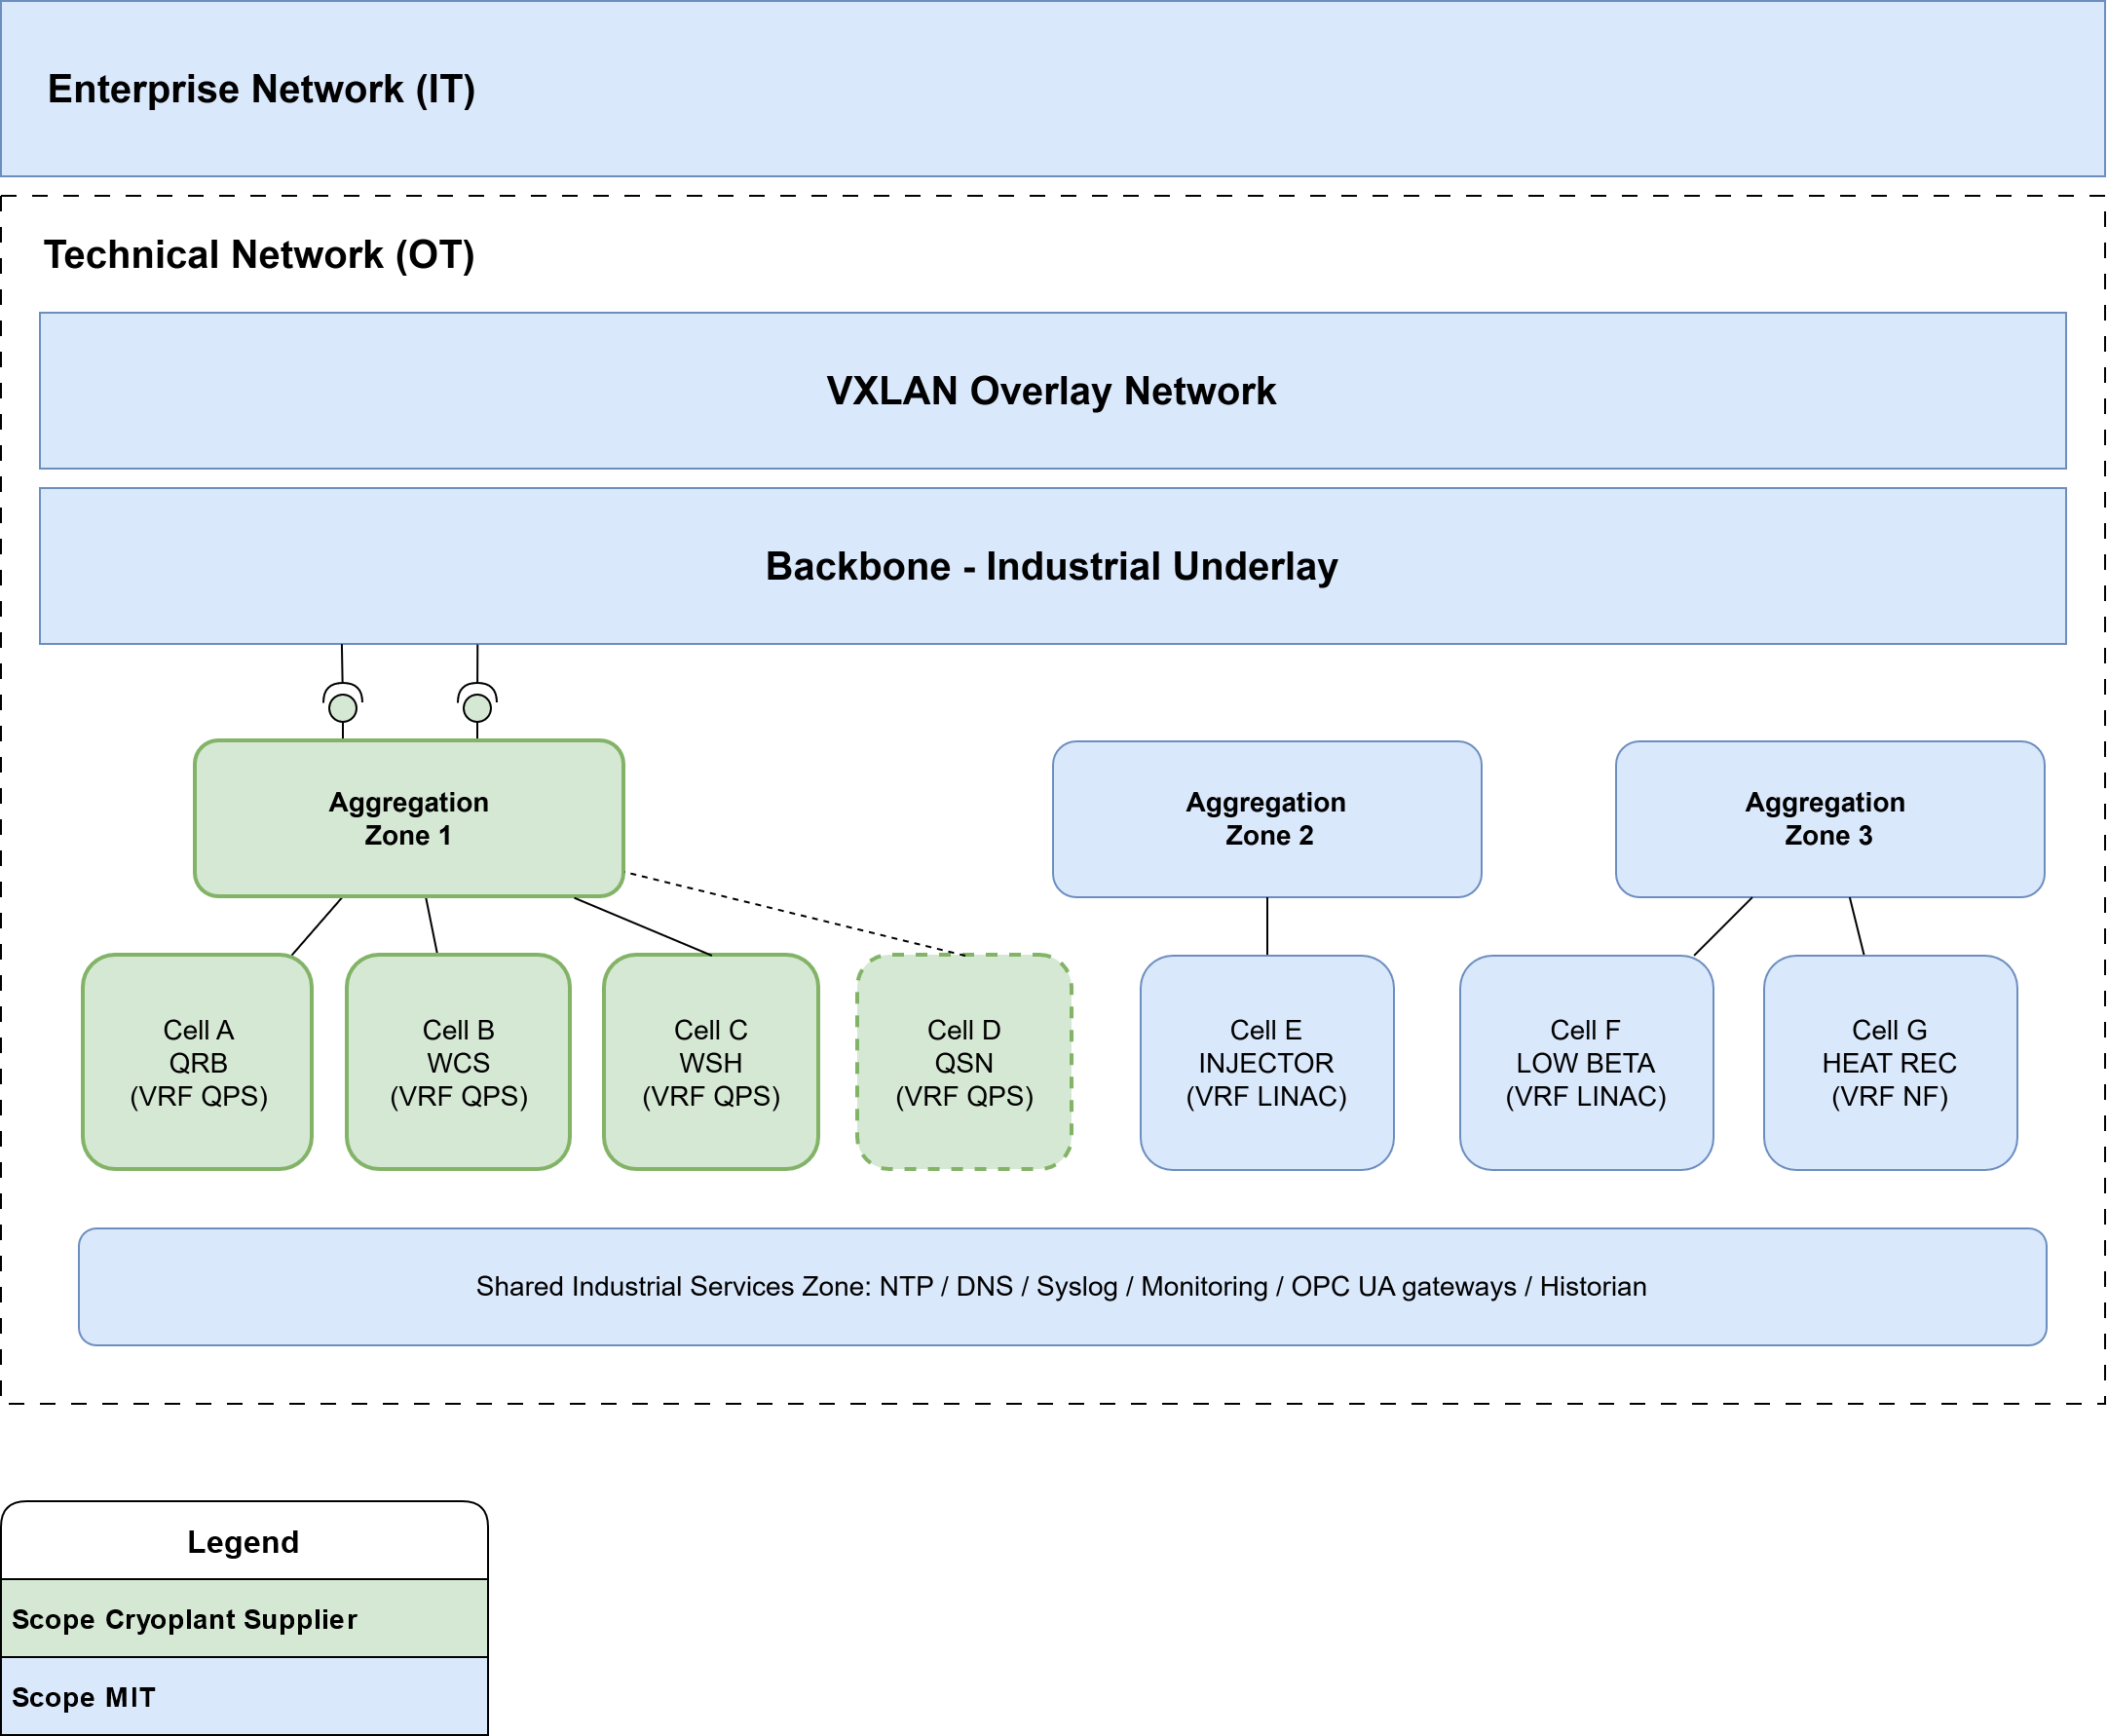 Enterprise Network (IT)
Technical Network (OT)
VXLAN Overlay Network
Backbone - Industrial Underlay
Aggregation
Zone 1
Aggregation
Zone 2
Aggregation
Zone 3
Cell A
QRB
(VRF QPS)
Cell B
WCS
(VRF QPS)
Cell C
WSH
(VRF QPS)
Cell D
QSN
(VRF QPS)
Cell E
INJECTOR
(VRF LINAC)
Cell F
LOW BETA
(VRF LINAC)
Cell G
HEAT REC
(VRF NF)
Shared Industrial Services Zone: NTP / DNS / Syslog / Monitoring / OPC UA gateways / Historian
Legend
Scope Cryoplant Supplier
Scope MIT